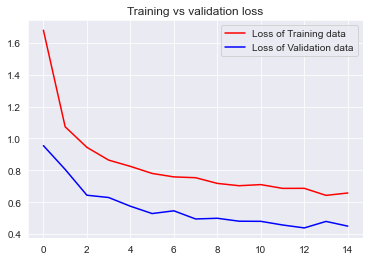 Training vs validation loss
Loss of Training data
Loss of Validation data
1.6
1.4
1.2
1.0
0.8
0.6
0.4
0 2 4 6 8 10 12 14